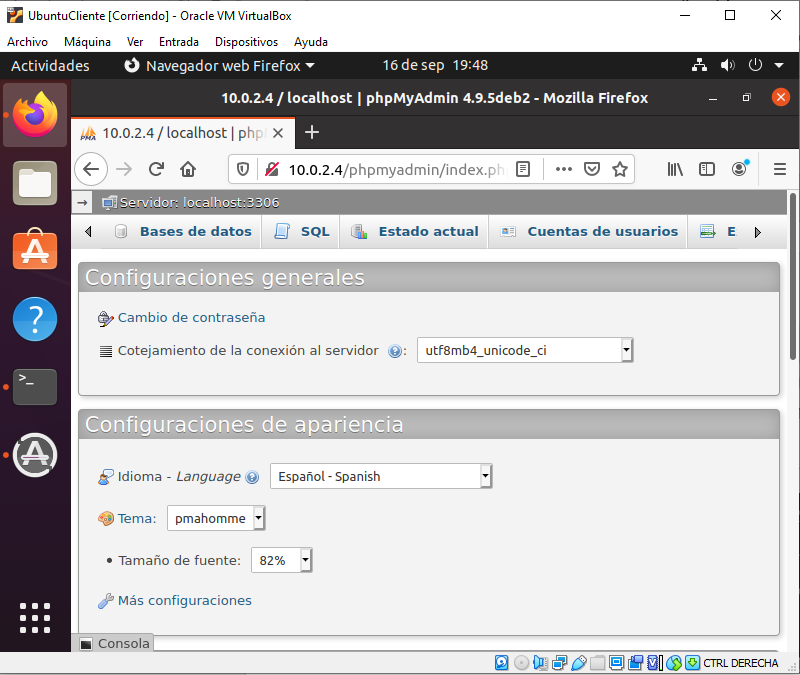 UbuntuCliente [Corriendo] - Oracle VM VirtualBox
Archivo Máquina Ver Entrada Dispositivos Ayuda
Actividades Navegador web Firefox 16 de sep 19:48
10.0.2.4 / localhost | phpMyAdmin 4.9.5deb2 - Mozilla Firefox
PMA 10.0.2.4 / localhost | php
10.0.2.4/phpmyadmin/index.ph
Servidor: localhost:3306
Bases de datos SQL Estado actual Cuentas de usuarios E
Configuraciones generales
Cambio de contraseña
Cotejamiento de la conexión al servidor : utf8mb4_unicode_ci
Configuraciones de apariencia
Idioma - Language Español - Spanish
Tema: pmahomme
• Tamaño de fuente: 82%
Más configuraciones
Consola
CTRL DERECHA